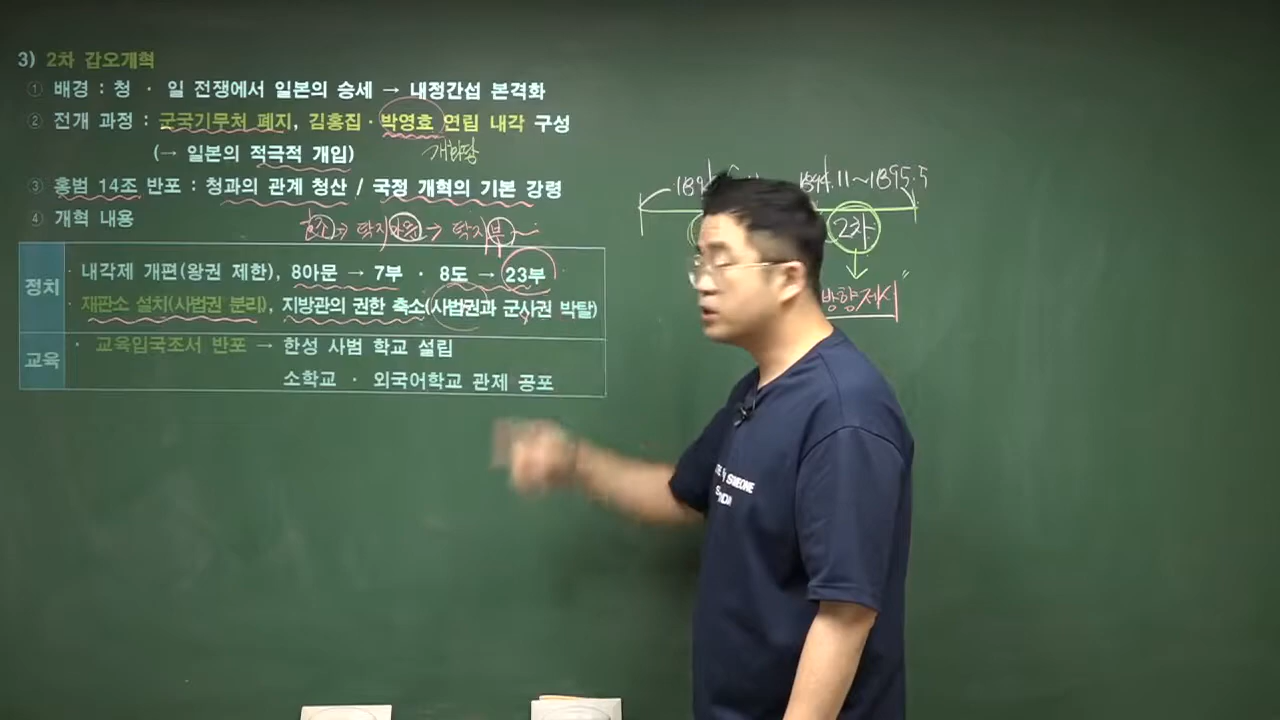 3) 2차 갑오개혁
① 배경 : 청 · 일 전쟁에서 일본의 승세 → 내정간섭 본격화
② 전개 과정 : 군국기무처 폐지, 김홍집 · 박영효 연립 내각 구성
(→ 일본의 적극적 개입)
개화당
③ 홍범 14조 반포 : 청과의 관계 청산 / 국정 개혁의 기본 강령
④ 개혁 내용
호조 → 탁지아문 → 탁지부
정치
· 내각제 개편(왕권 제한), 8아문 → 7부 · 8도 → 23부
· 재판소 설치(사법권 분리), 지방관의 권한 축소(사법권과 군사권 박탈)
교육
· 교육입국조서 반포 → 한성 사범 학교 설립
소학교 · 외국어학교 관제 공포
1894.11~1895.5
2차
방향제시"